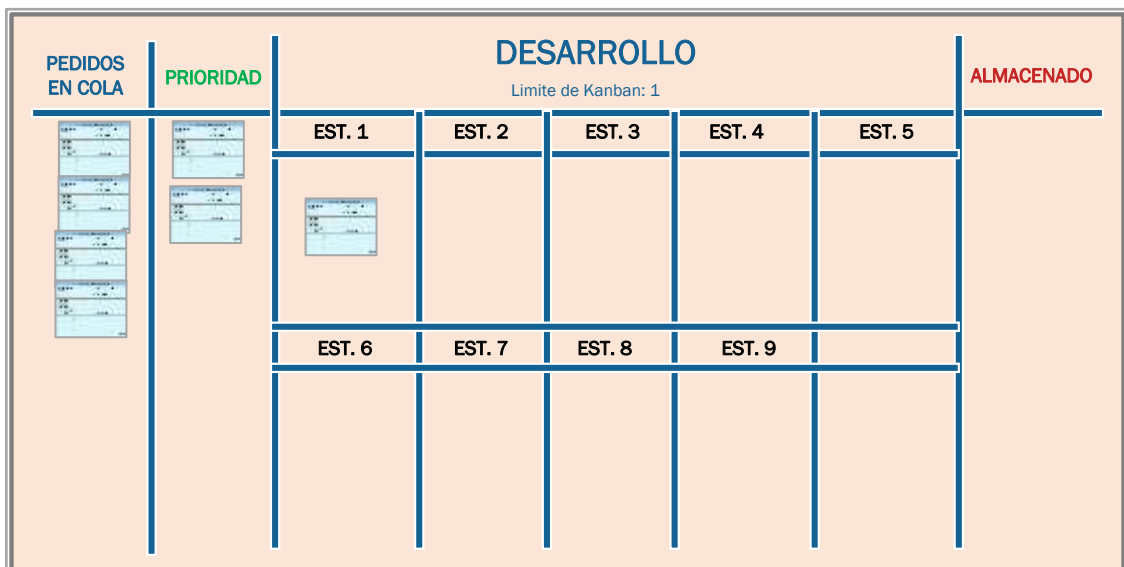 PEDIDOS
EN COLA
PRIORIDAD
DESARROLLO
Limite de Kanban: 1
ALMACENADO
EST. 1
EST. 2
EST. 3
EST. 4
EST. 5
EST. 6
EST. 7
EST. 8
EST. 9